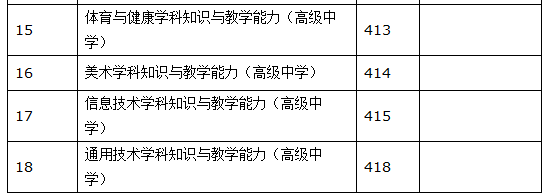 15 体育与健康学科知识与教学能力（高级中 413
学）
16 美术学科知识与教学能力（高级中学） 414
17 信息技术学科知识与教学能力（高级中 415
学）
18 通用技术学科知识与教学能力（高级中 418
学）